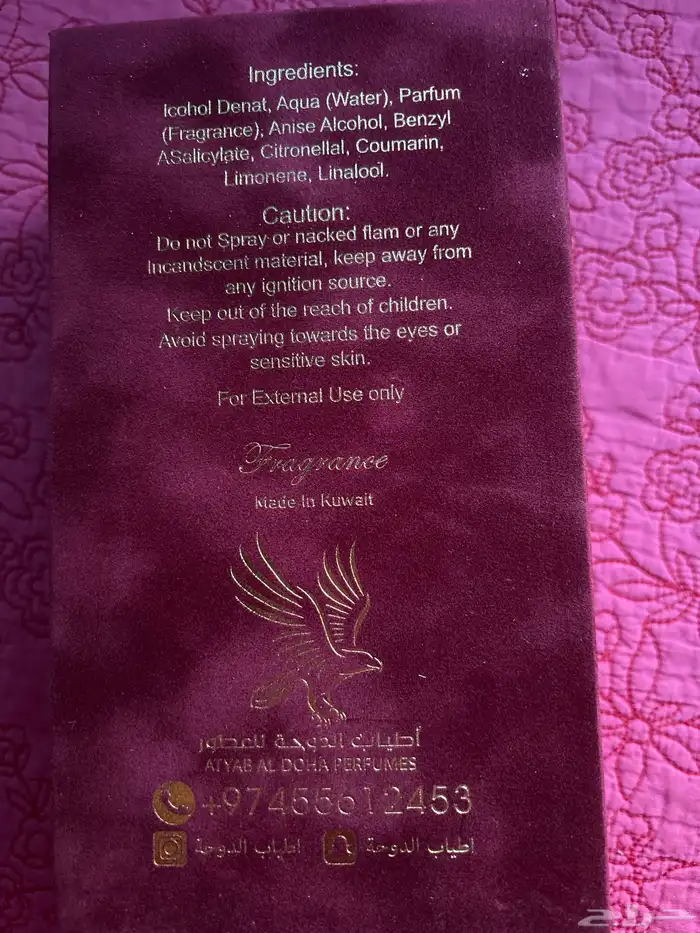 Ingredients:
lcohol Denat, Aqua (Water), Parfum
(Fragrance), Anise Alcohol, Benzyl
ASalicylate, Citronellal, Coumarin,
Limonene, Linalool.
Caution:
Do not Spray or nacked flam or any
Incandscent material, keep away from
any ignition source.
Keep out of the reach of children.
Avoid spraying towards the eyes or
sensitive skin.
For External Use only
Fragrance
Made In Kuwait
أطياب الدوحة للعطور
ATYAB AL DOHA PERFUMES
+97455612453
اطياب الدوحة اطياب الدوحة
حراج